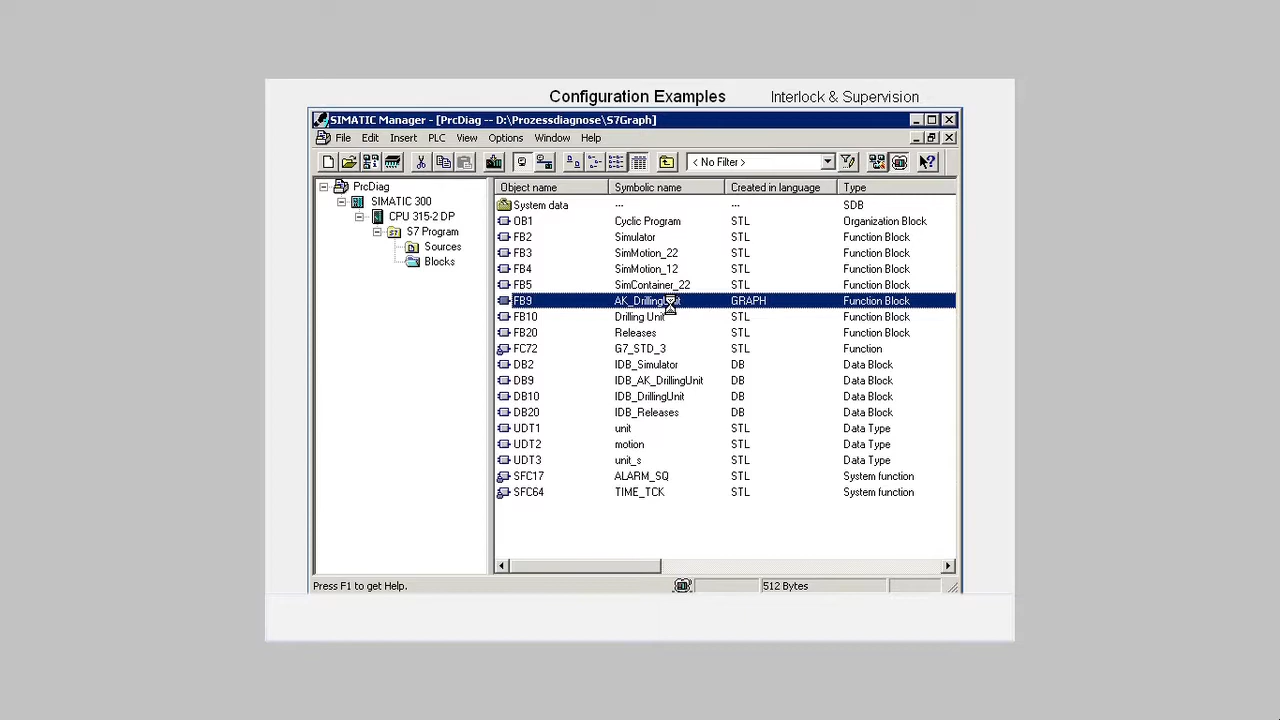 Configuration Examples Interlock & Supervision
SIMATIC Manager - [PrcDiag -- D:\Prozessdiagnose\S7Graph]
File Edit Insert PLC View Options Window Help
< No Filter >
PrcDiag
SIMATIC 300
CPU 315-2 DP
S7 Program
Sources
Blocks
Object name Symbolic name Created in language Type
System data --- --- SDB
OB1 Cyclic Program STL Organization Block
FB2 Simulator STL Function Block
FB3 SimMotion_22 STL Function Block
FB4 SimMotion_12 STL Function Block
FB5 SimContainer_22 STL Function Block
FB9 AK_DrillingUnit GRAPH Function Block
FB10 Drilling Unit STL Function Block
FB20 Releases STL Function Block
FC72 G7_STD_3 STL Function
DB2 IDB_Simulator DB Data Block
DB9 IDB_AK_DrillingUnit DB Data Block
DB10 IDB_DrillingUnit DB Data Block
DB20 IDB_Releases DB Data Block
UDT1 unit STL Data Type
UDT2 motion STL Data Type
UDT3 unit_s STL Data Type
SFC17 ALARM_SQ STL System function
SFC64 TIME_TCK STL System function
Press F1 to get Help. 512 Bytes